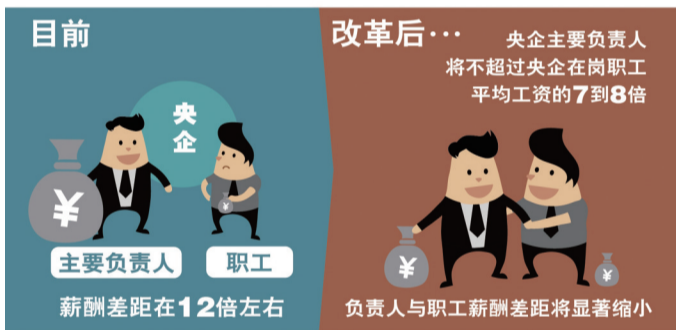 目前
央
企
¥
¥
主要负责人
职工
薪酬差距在12倍左右
改革后…
央企主要负责人
将不超过央企在岗职工
平均工资的7到8倍
¥
¥
负责人与职工薪酬差距将显著缩小